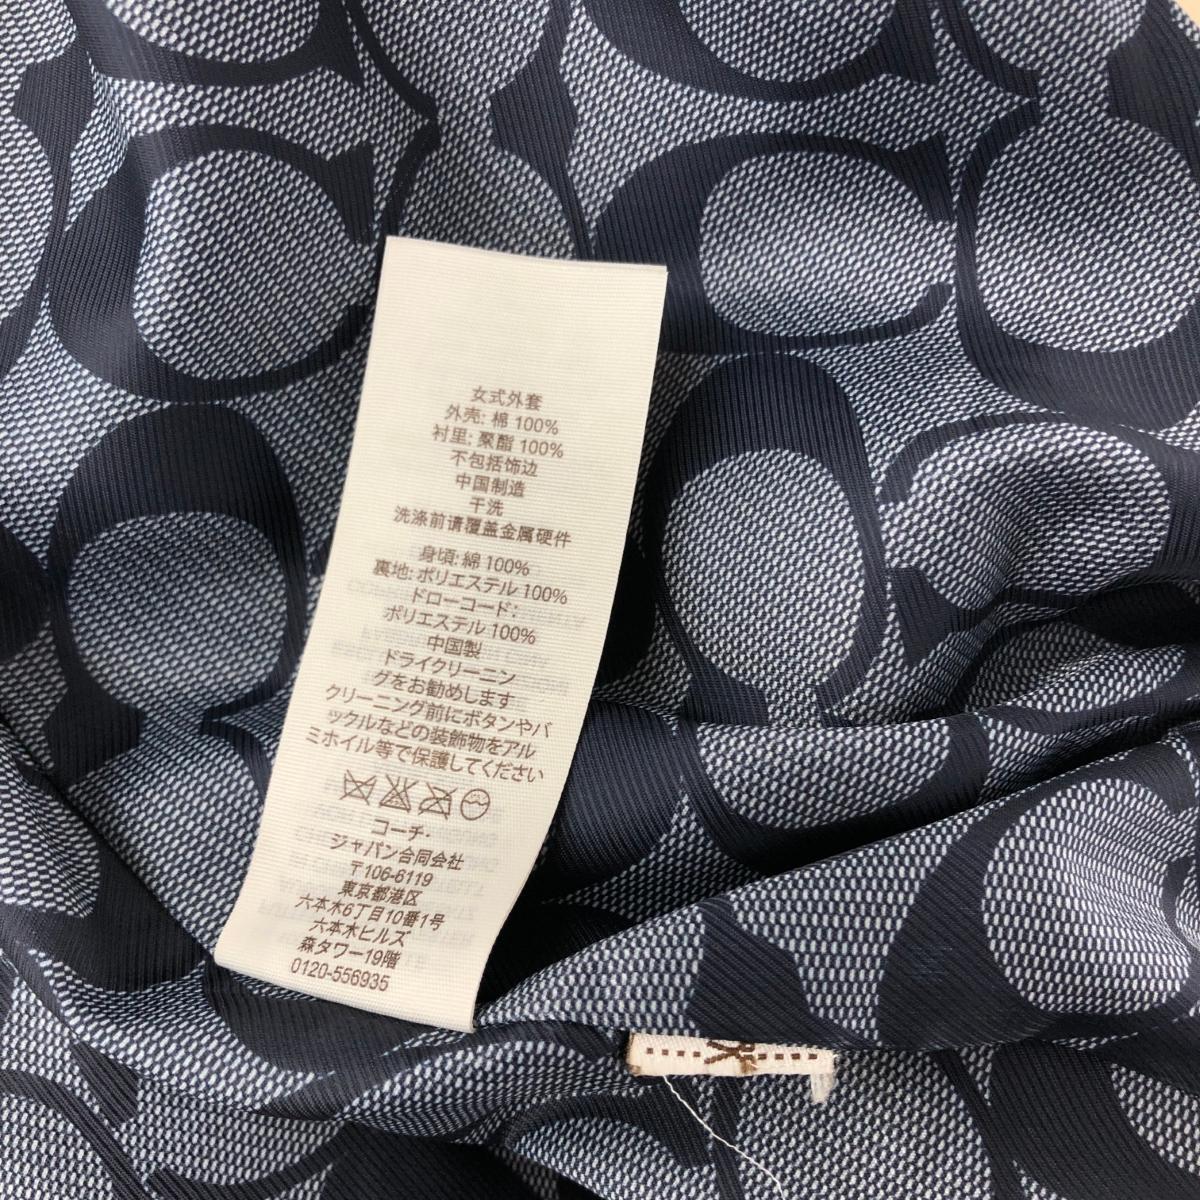 女式外套
外壳: 棉 100%
衬里: 聚酯 100%
不包括饰边
中国制造
干洗
洗涤前请覆盖金属硬件
身頃: 綿 100%
裏地: ポリエステル 100%
ドローコード:
ポリエステル 100%
中国製
ドライクリーニン
グをお勧めします
クリーニング前にボタンやバ
ックルなどの装飾物をアル
ミホイル等で保護してください
コーチ・
ジャパン合同会社
〒106-6119
東京都港区
六本木6丁目10番1号
六本木ヒルズ
森タワー19階
0120-556935